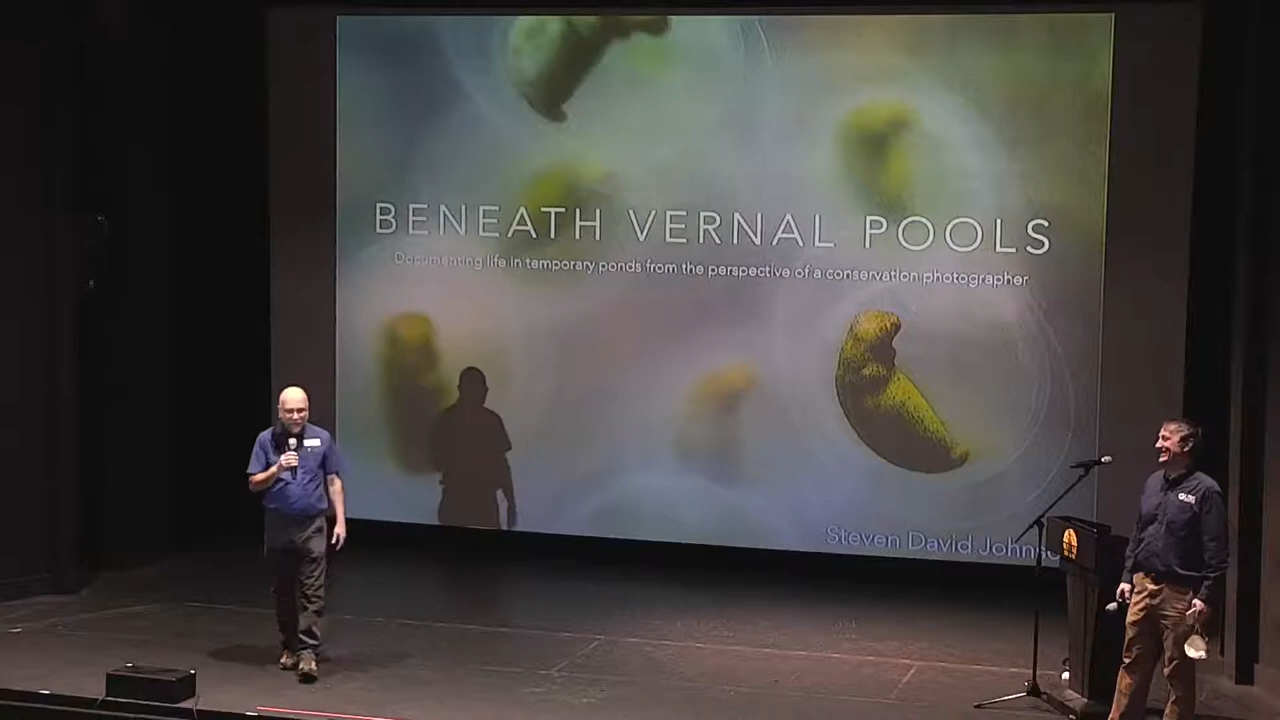 BENEATH VERNAL POOLS
Documenting life in temporary ponds from the perspective of a conservation photographer
Steven David Johns